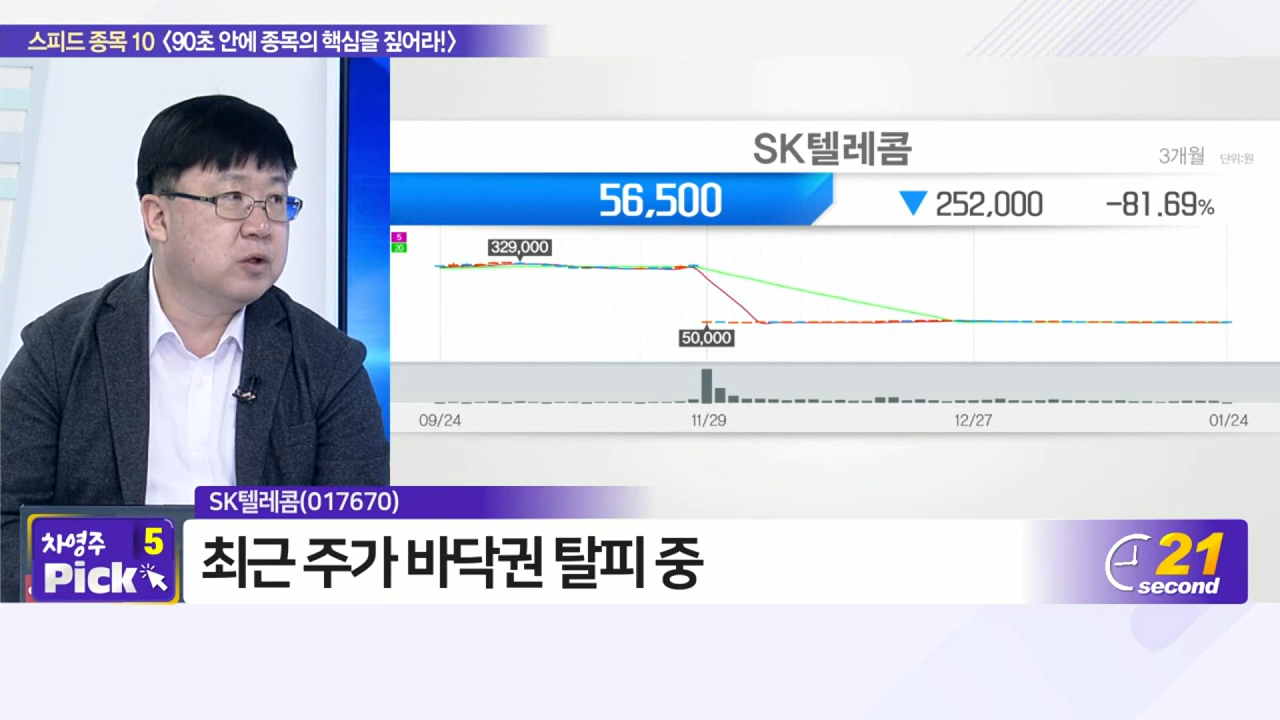 스피드 종목 10 〈90초 안에 종목의 핵심을 짚어라!〉
SK텔레콤
3개월 단위:원
56,500 ▼ 252,000 -81.69%
5
20
329,000
50,000
09/24 11/29 12/27 01/24
SK텔레콤(017670)
차영주 5
Pick
최근 주가 바닥권 탈피 중
21
second